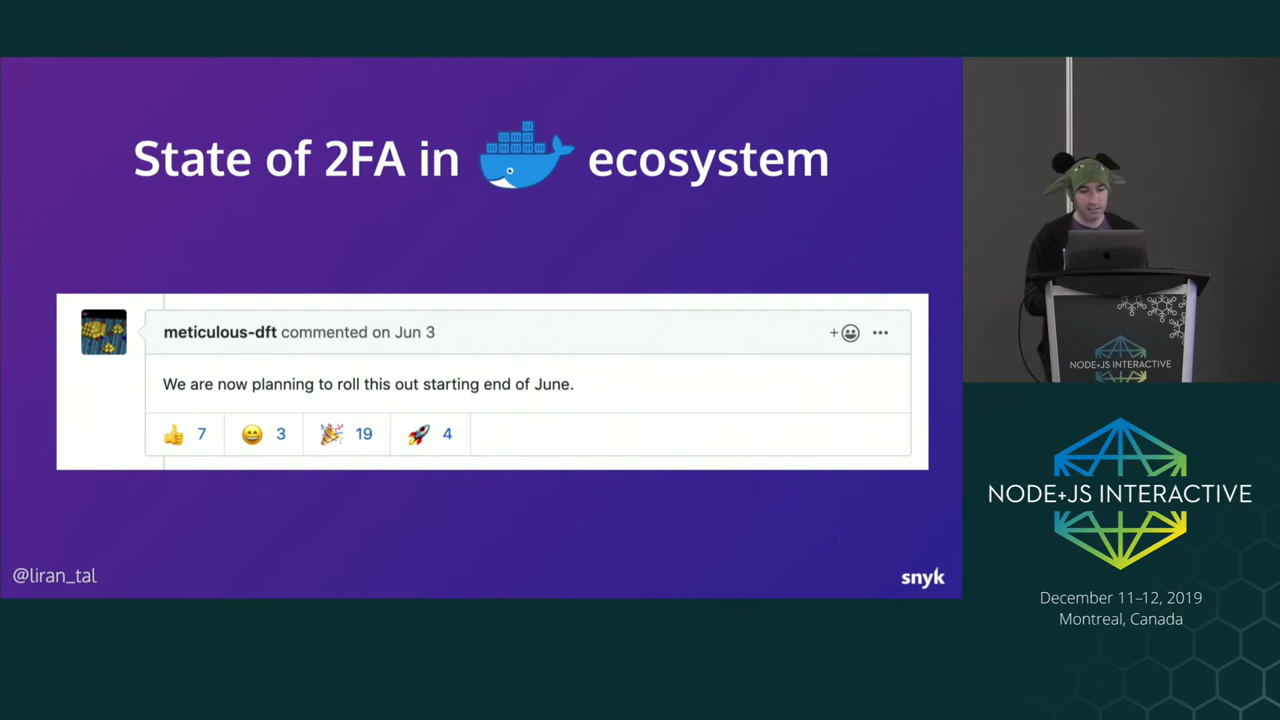 State of 2FA in ecosystem
meticulous-dft commented on Jun 3
We are now planning to roll this out starting end of June.
👍 7 😄 3 🎉 19 🚀 4
@liran_tal
snyk
NODE+JS INTERACTIVE
NODE+JS INTERACTIVE
December 11–12, 2019
Montreal, Canada